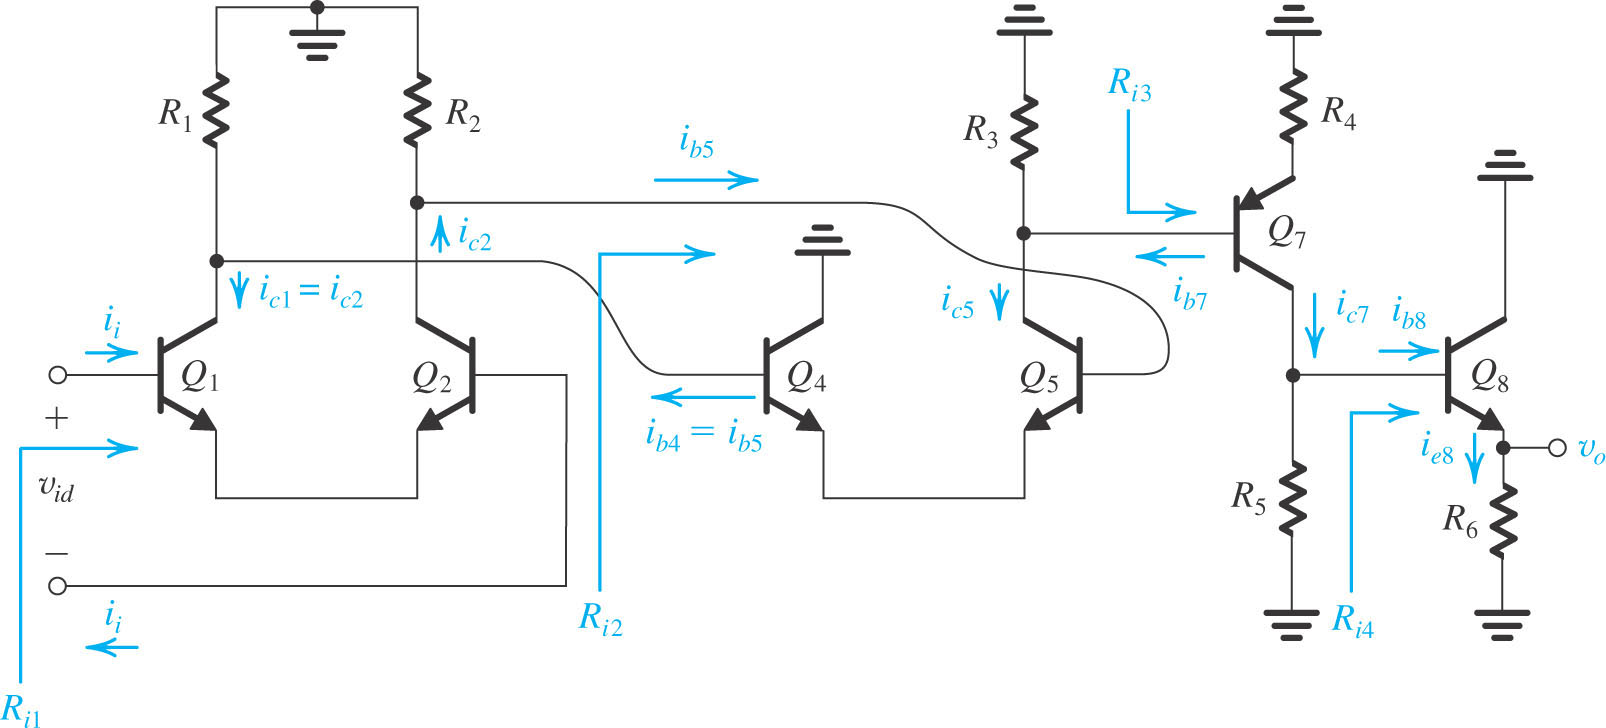 R1
R2
R3
Ri3
R4
ib5
ic2
Q7
ic1 = ic2
ib7
ic5
ic7
ib8
ii
Q1
Q2
Q4
Q5
Q8
+
ib4 = ib5
Ri4
ie8
vo
vid
R5
R6
−
ii
Ri2
Ri1